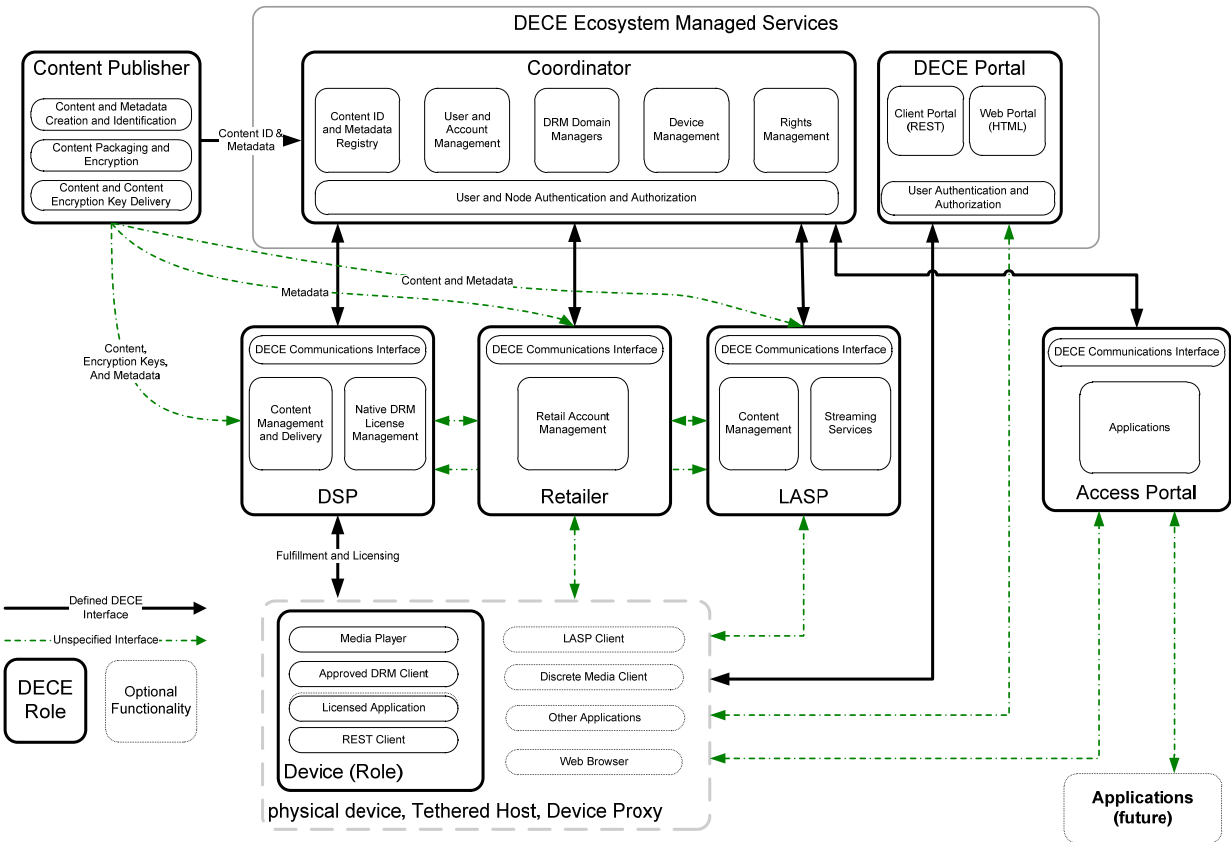 DECE Ecosystem Managed Services
Content Publisher
Content and Metadata
Creation and Identification
Content Packaging and
Encryption
Content and Content
Encryption Key Delivery
Content ID &
Metadata
Coordinator
Content ID
and Metadata
Registry
User and
Account
Management
DRM Domain
Managers
Device
Management
Rights
Management
User and Node Authentication and Authorization
DECE Portal
Client Portal
(REST)
Web Portal
(HTML)
User Authentication and
Authorization
Content and Metadata
Metadata
Content,
Encryption Keys,
And Metadata
DECE Communications Interface
Content
Management
and Delivery
Native DRM
License
Management
DSP
DECE Communications Interface
Retail Account
Management
Retailer
DECE Communications Interface
Content
Management
Streaming
Services
LASP
DECE Communications Interface
Applications
Access Portal
Fulfillment and Licensing
Defined DECE
Interface
Unspecified Interface
DECE
Role
Optional
Functionality
Media Player
Approved DRM Client
Licensed Application
REST Client
Device (Role)
LASP Client
Discrete Media Client
Other Applications
Web Browser
physical device, Tethered Host, Device Proxy
Applications
(future)